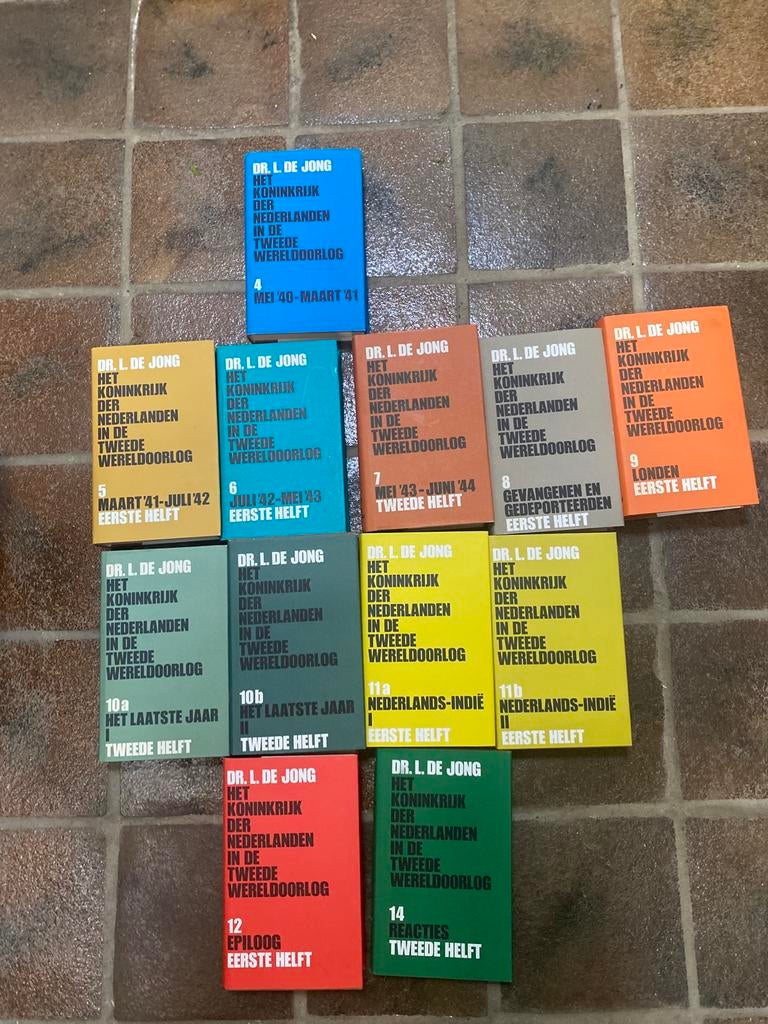 DR. L. DE JONG
HET
KONINKRIJK
DER
NEDERLANDEN
IN DE
TWEEDE
WERELDOORLOG
4
MEI '40-MAART '41
DR. L. DE JONG
HET
KONINKRIJK
DER
NEDERLANDEN
IN DE
TWEEDE
WERELDOORLOG
5
MAART '41-JULI '42
EERSTE HELFT
DR. L. DE JONG
HET
KONINKRIJK
DER
NEDERLANDEN
IN DE
TWEEDE
WERELDOORLOG
6
JULI '42-MEI '43
EERSTE HELFT
DR. L. DE JONG
HET
KONINKRIJK
DER
NEDERLANDEN
IN DE
TWEEDE
WERELDOORLOG
7
MEI '43-JUNI '44
TWEEDE HELFT
DR. L. DE JONG
HET
KONINKRIJK
DER
NEDERLANDEN
IN DE
TWEEDE
WERELDOORLOG
8
GEVANGENEN EN
GEDEPORTEERDEN
EERSTE HELFT
DR. L. DE JONG
HET
KONINKRIJK
DER
NEDERLANDEN
IN DE
TWEEDE
WERELDOORLOG
9
LONDEN
EERSTE HELFT
DR. L. DE JONG
HET
KONINKRIJK
DER
NEDERLANDEN
IN DE
TWEEDE
WERELDOORLOG
10a
HET LAATSTE JAAR
I
TWEEDE HELFT
DR. L. DE JONG
HET
KONINKRIJK
DER
NEDERLANDEN
IN DE
TWEEDE
WERELDOORLOG
10b
HET LAATSTE JAAR
II
TWEEDE HELFT
DR. L. DE JONG
HET
KONINKRIJK
DER
NEDERLANDEN
IN DE
TWEEDE
WERELDOORLOG
11a
NEDERLANDS-INDIË
I
EERSTE HELFT
DR. L. DE JONG
HET
KONINKRIJK
DER
NEDERLANDEN
IN DE
TWEEDE
WERELDOORLOG
11b
NEDERLANDS-INDIË
II
EERSTE HELFT
DR. L. DE JONG
HET
KONINKRIJK
DER
NEDERLANDEN
IN DE
TWEEDE
WERELDOORLOG
12
EPILOOG
EERSTE HELFT
DR. L. DE JONG
HET
KONINKRIJK
DER
NEDERLANDEN
IN DE
TWEEDE
WERELDOORLOG
14
REACTIES
TWEEDE HELFT